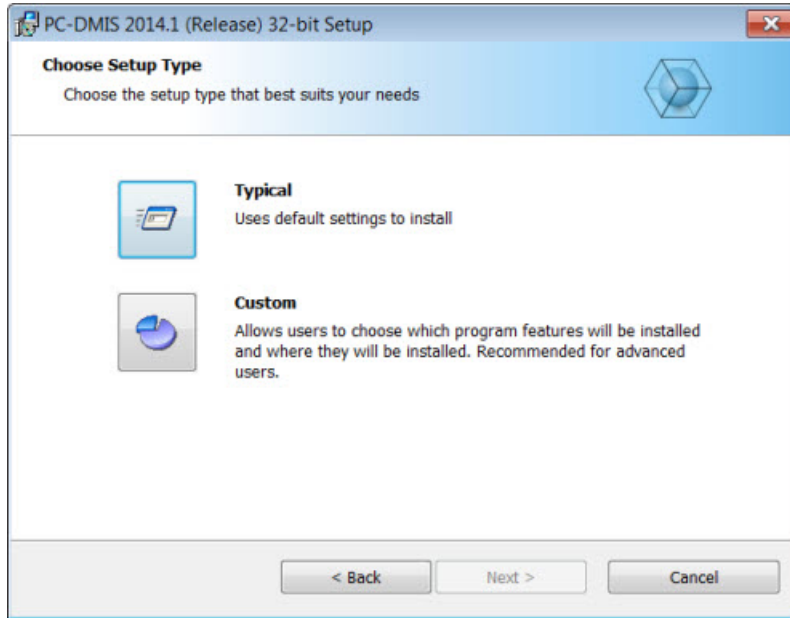 PC-DMIS 2014.1 (Release) 32-bit Setup
Choose Setup Type
Choose the setup type that best suits your needs
Typical
Uses default settings to install
Custom
Allows users to choose which program features will be installed
and where they will be installed. Recommended for advanced
users.
< Back
Next >
Cancel